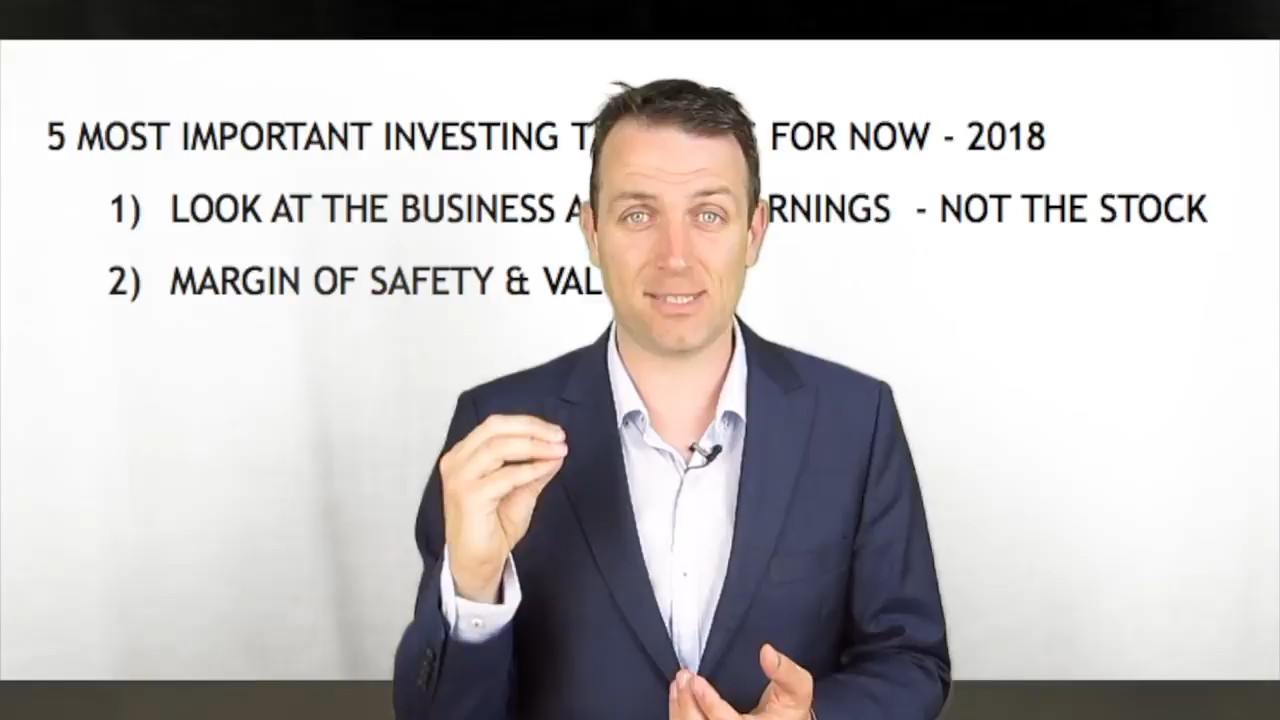 5 MOST IMPORTANT INVESTING FOR NOW - 2018
1) LOOK AT THE BUSINESS - NOT THE STOCK
2) MARGIN OF SAFETY &